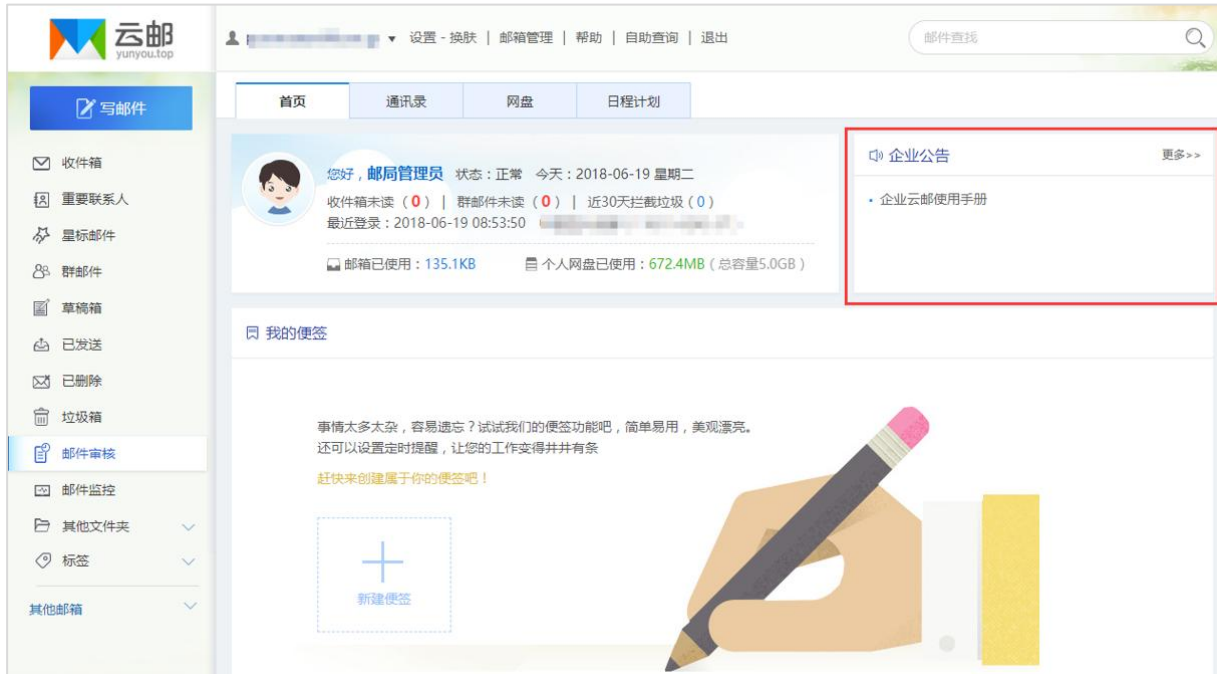 云邮
yunyou.top
设置 - 换肤 | 邮箱管理 | 帮助 | 自助查询 | 退出
邮件查找
写邮件
首页
通讯录
网盘
日程计划
收件箱
重要联系人
星标邮件
群邮件
草稿箱
已发送
已删除
垃圾箱
邮件审核
邮件监控
其他文件夹
标签
其他邮箱
您好，邮局管理员 状态：正常 今天：2018-06-19 星期二
收件箱未读（0）| 群邮件未读（0）| 近30天拦截垃圾（0）
最近登录：2018-06-19 08:53:50
邮箱已使用：135.1KB 个人网盘已使用：672.4MB（总容量5.0GB）
企业公告 更多>>
• 企业云邮使用手册
我的便签
事情太多太杂，容易遗忘？试试我们的便签功能吧，简单易用，美观漂亮。
还可以设置定时提醒，让您的工作变得井井有条
赶快来创建属于你的便签吧！
新建便签